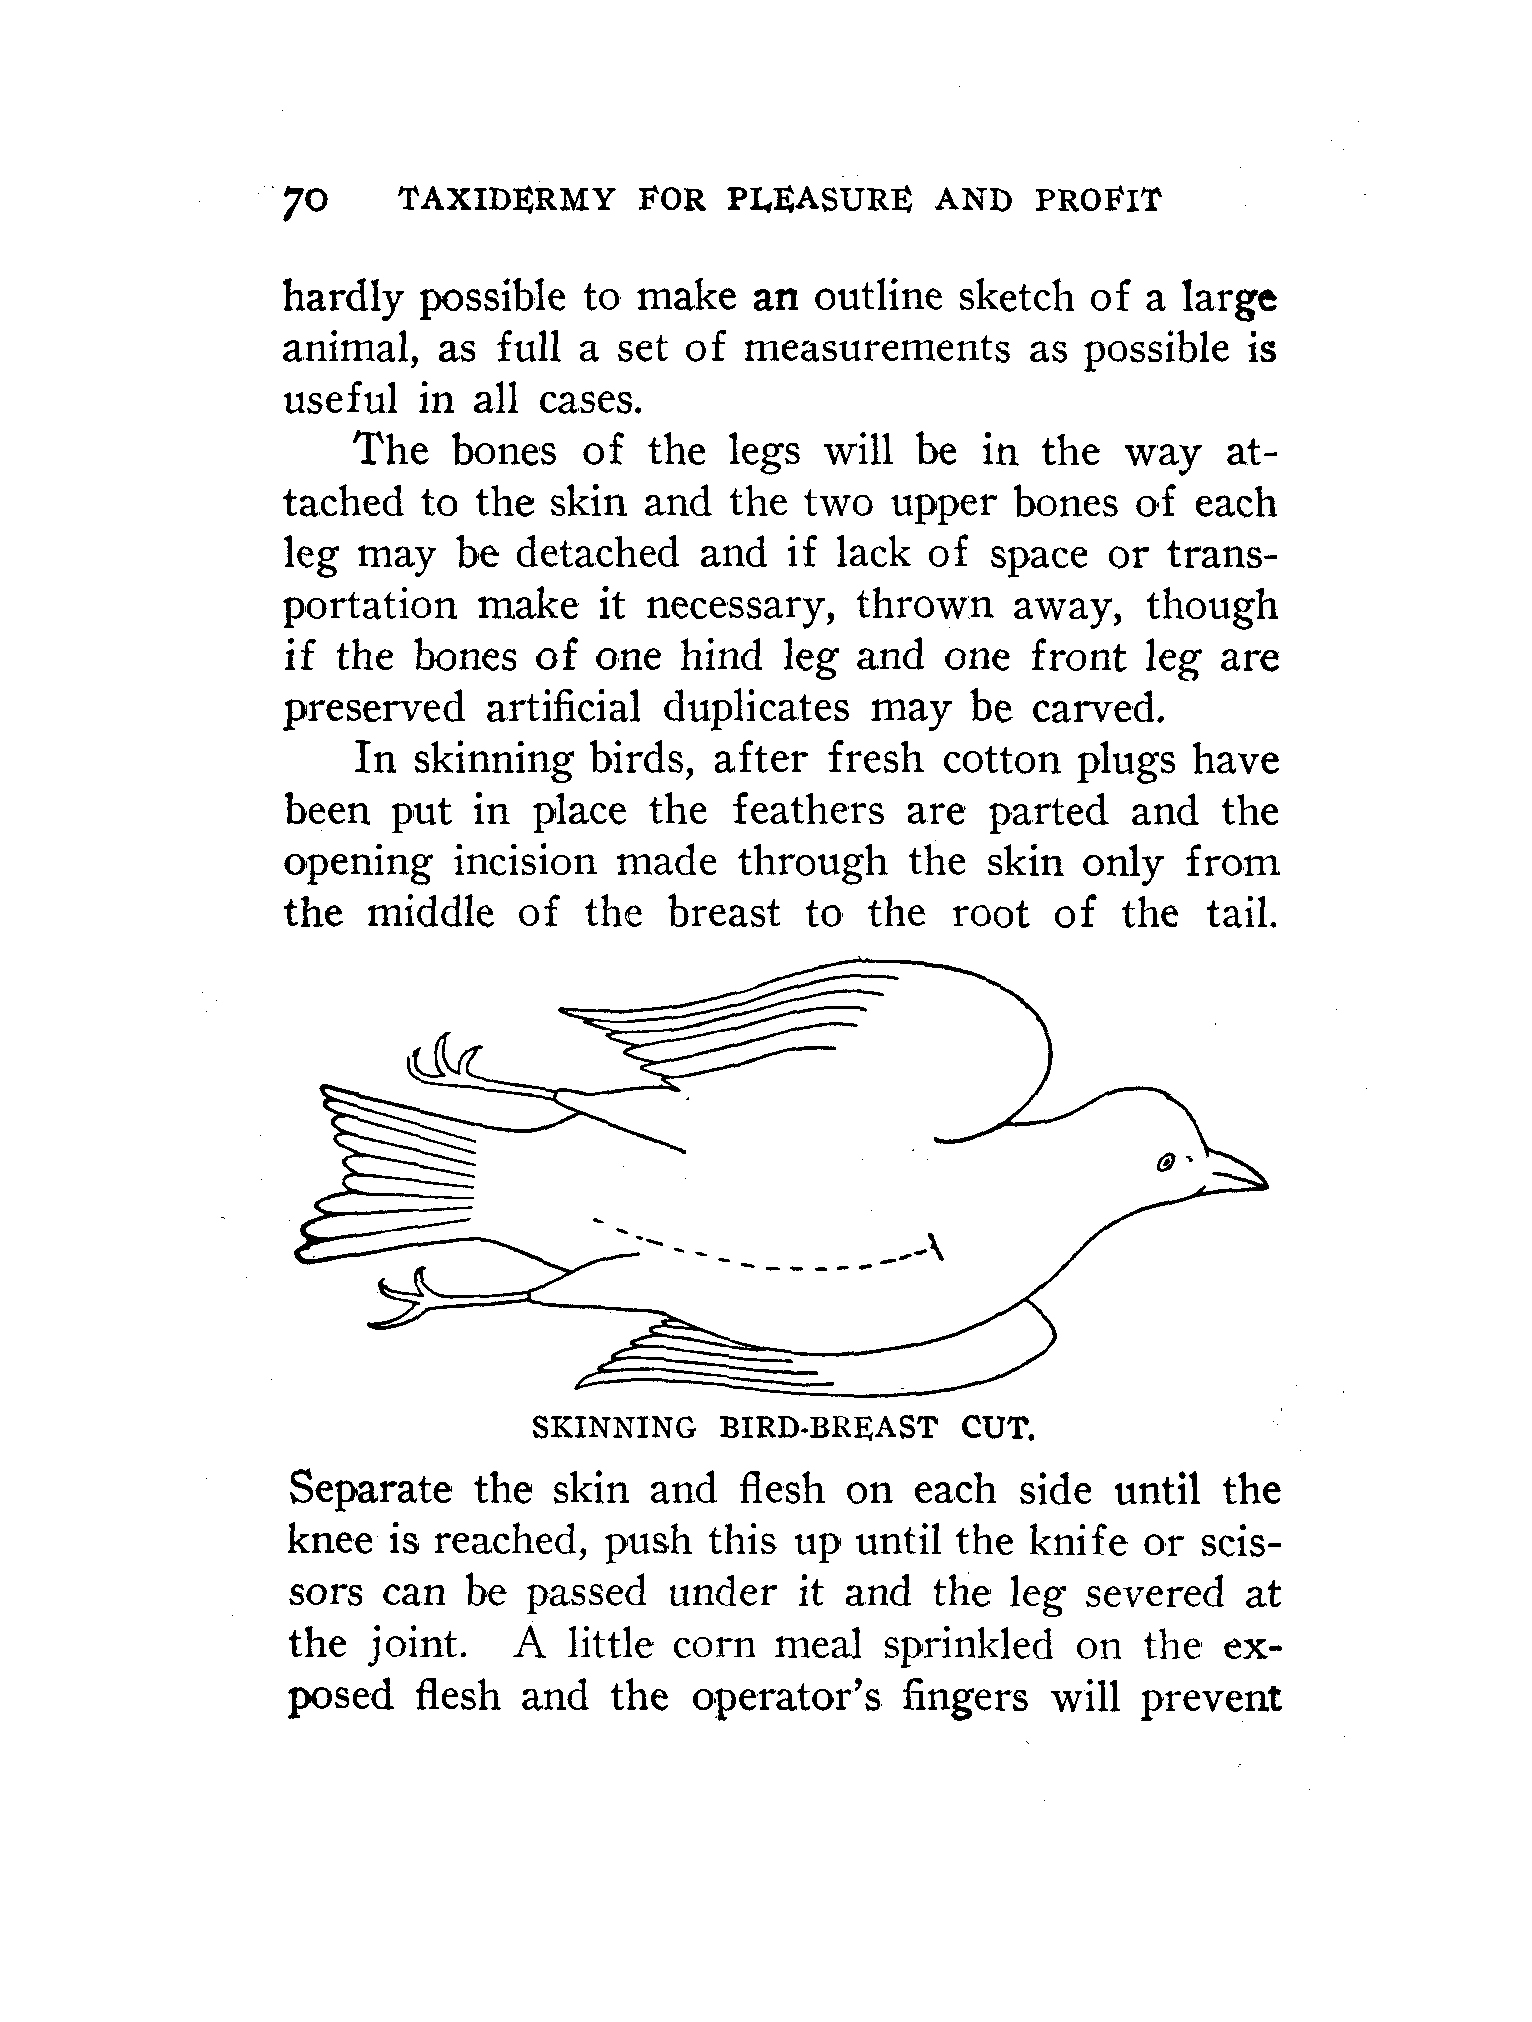 70 TAXIDERMY FOR PLEASURE AND PROFIT
hardly possible to make an outline sketch of a large
animal, as full a set of measurements as possible is
useful in all cases.
The bones of the legs will be in the way at-
tached to the skin and the two upper bones of each
leg may be detached and if lack of space or trans-
portation make it necessary, thrown away, though
if the bones of one hind leg and one front leg are
preserved artificial duplicates may be carved.
In skinning birds, after fresh cotton plugs have
been put in place the feathers are parted and the
opening incision made through the skin only from
the middle of the breast to the root of the tail.
SKINNING BIRD-BREAST CUT.
Separate the skin and flesh on each side until the
knee is reached, push this up until the knife or scis-
sors can be passed under it and the leg severed at
the joint. A little corn meal sprinkled on the ex-
posed flesh and the operator's fingers will prevent